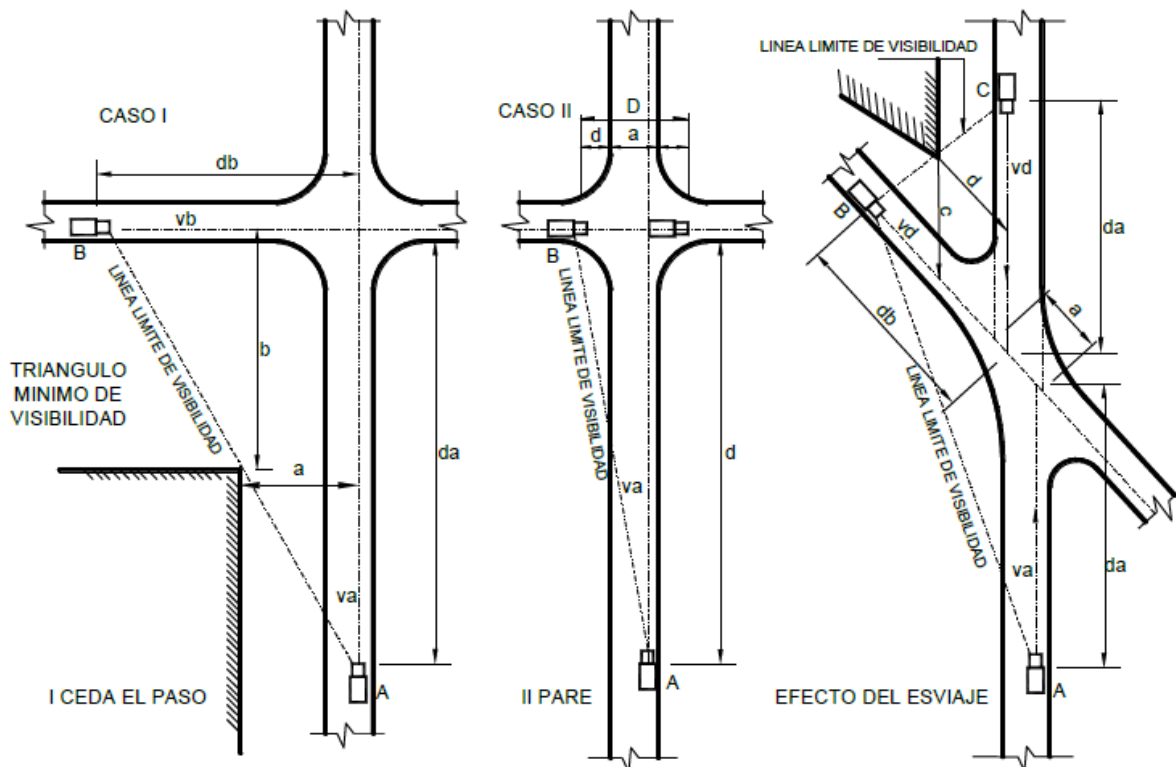 CASO I
db
vb
B
LINEA LIMITE DE VISIBILIDAD
b
TRIANGULO
MINIMO DE
VISIBILIDAD
a
da
va
A
I CEDA EL PASO
CASO II
D
d
a
B
LINEA LIMITE DE VISIBILIDAD
d
va
A
II PARE
LINEA LIMITE DE VISIBILIDAD
C
vd
d
da
B
c
vd
a
db
LINEA LIMITE DE VISIBILIDAD
va
da
A
EFECTO DEL ESVIAJE